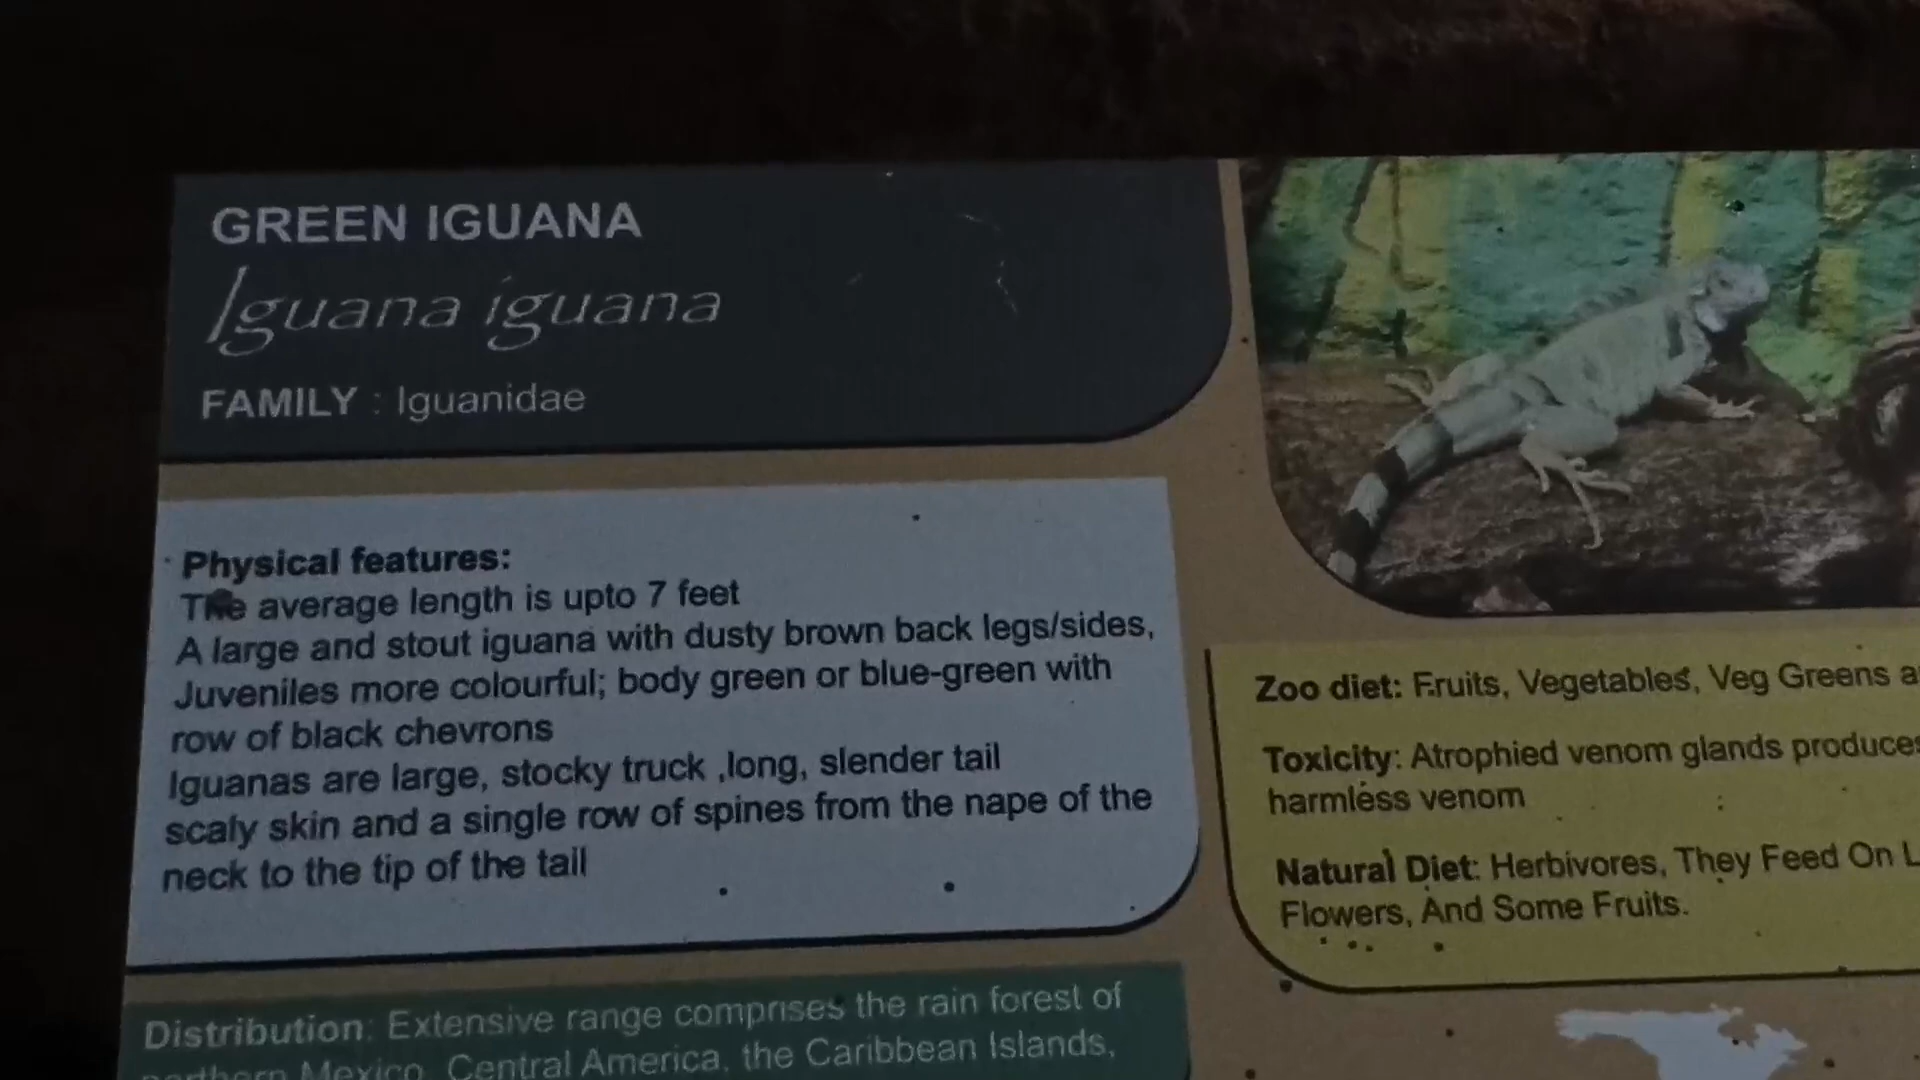 GREEN IGUANA
Iguana iguana
FAMILY : Iguanidae
Physical features:
The average length is upto 7 feet
A large and stout iguana with dusty brown back legs/sides,
Juveniles more colourful; body green or blue-green with
row of black chevrons
Iguanas are large, stocky truck ,long, slender tail
scaly skin and a single row of spines from the nape of the
neck to the tip of the tail
Distribution: Extensive range comprises the rain forest of
northern Mexico, Central America, the Caribbean Islands,
Zoo diet: Fruits, Vegetables, Veg Greens
Toxicity: Atrophied venom glands produces
harmless venom
Natural Diet: Herbivores, They Feed On
Flowers, And Some Fruits.